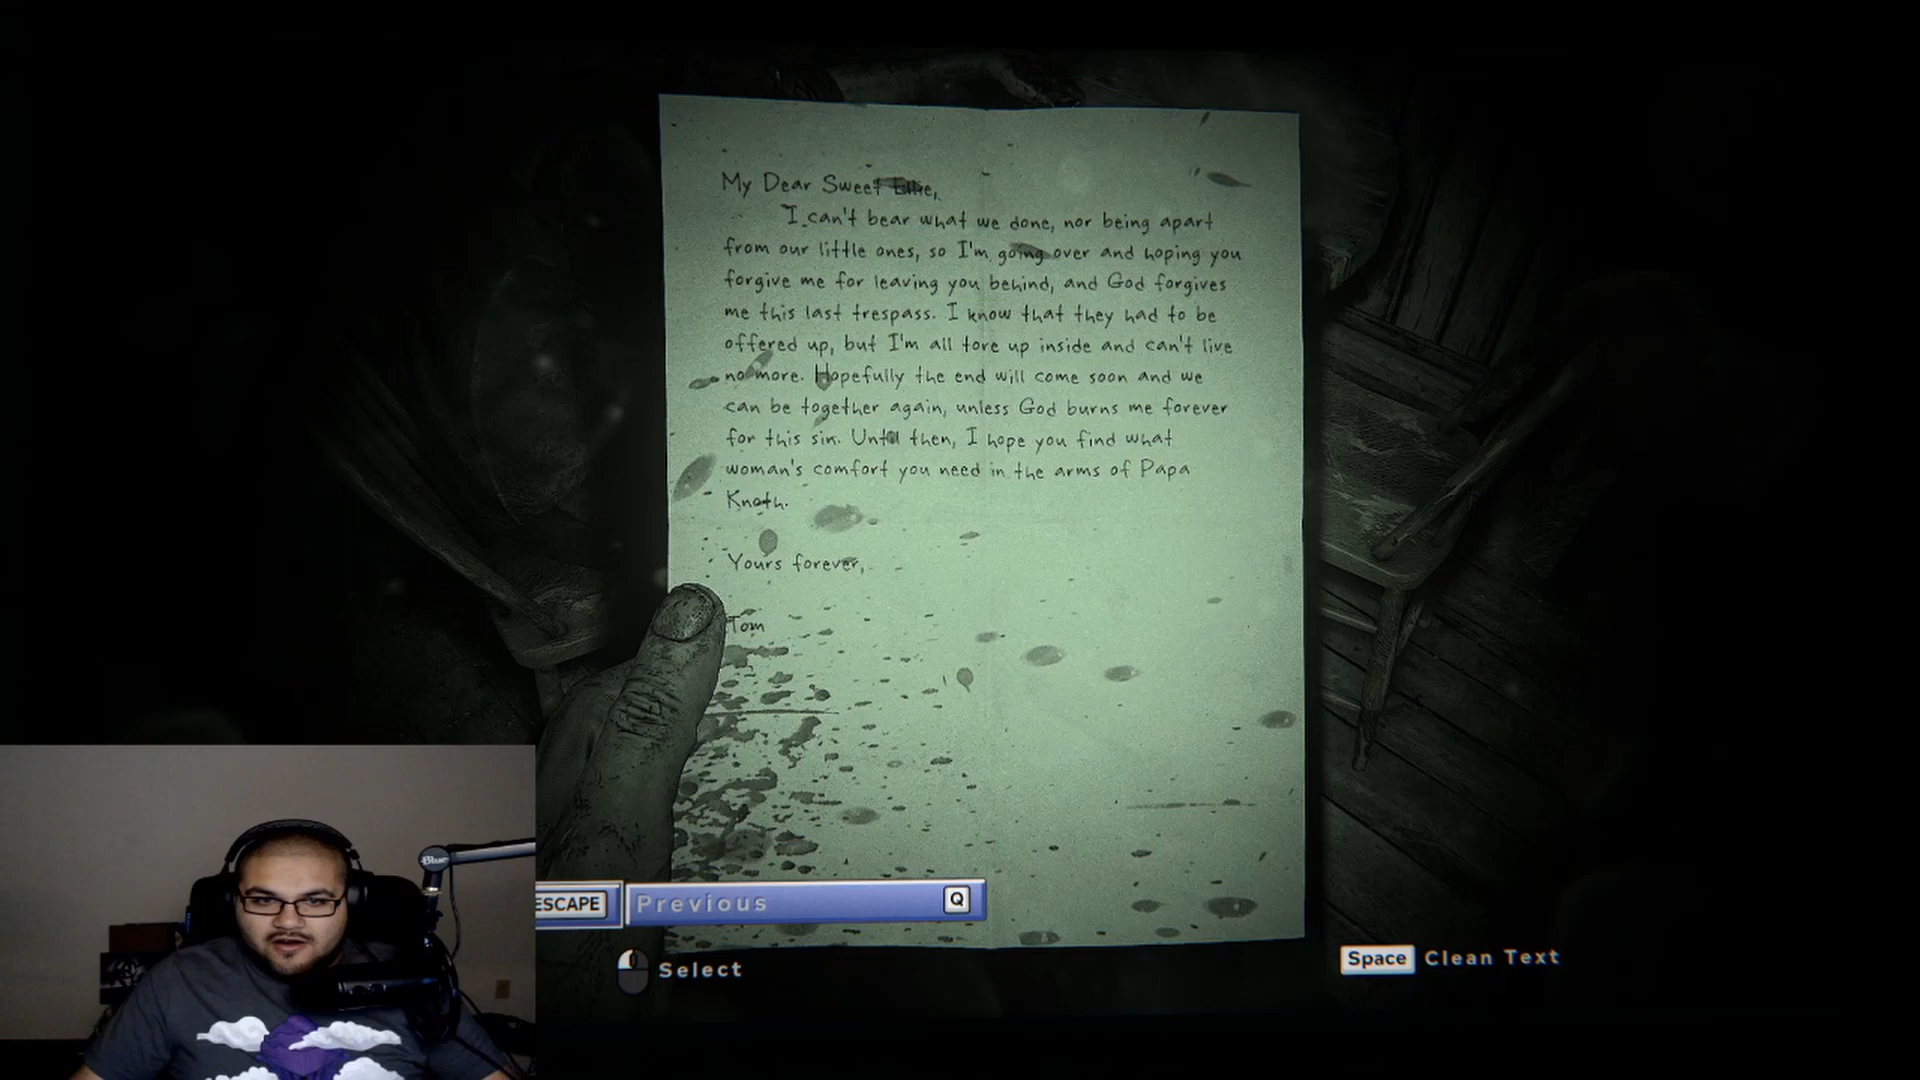 My Dear Sweet Ellie,
I can't bear what we done, nor being apart
from our little ones, so I'm going over and hoping you
forgive me for leaving you behind, and God forgives
me this last trespass. I know that they had to be
offered up, but I'm all tore up inside and can't live
no more. Hopefully the end will come soon and we
can be together again, unless God burns me forever
for this sin. Until then, I hope you find what
woman's comfort you need in the arms of Papa
Knoth.
Yours forever,
Tom
Blue
ESCAPE
Previous Q
Select
Space Clean Text